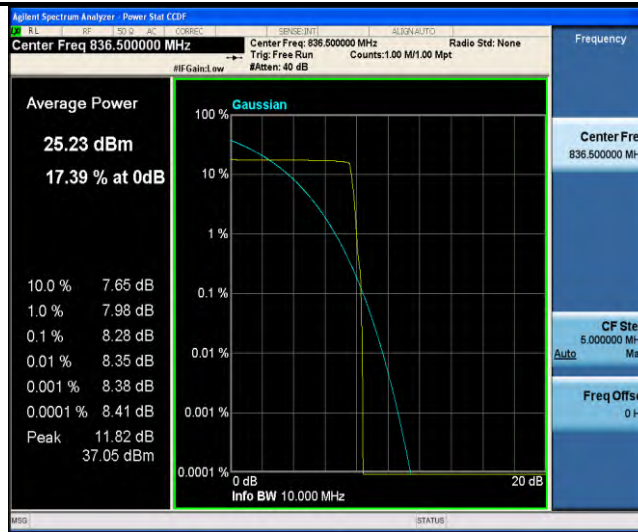 Agilent Spectrum Analyzer - Power Stat CCDF
RL RF 50 Ω AC CORREC SENSE:INT ALIGN AUTO
Center Freq 836.500000 MHz
Center Freq: 836.500000 MHz Radio Std: None
Trig: Free Run Counts:1.00 M/1.00 Mpt
#IFGain:Low #Atten: 40 dB
Frequency
Average Power
25.23 dBm
17.39 % at 0dB
10.0 % 7.65 dB
1.0 % 7.98 dB
0.1 % 8.28 dB
0.01 % 8.35 dB
0.001 % 8.38 dB
0.0001 % 8.41 dB
Peak 11.82 dB
37.05 dBm
Gaussian
100 %
10 %
1 %
0.1 %
0.01 %
0.001 %
0.0001 %
0 dB 20 dB
Info BW 10.000 MHz
Center Fre
836.500000 MH
CF Ste
5.000000 MH
Auto Ma
Freq Offs
0 H
MSG STATUS